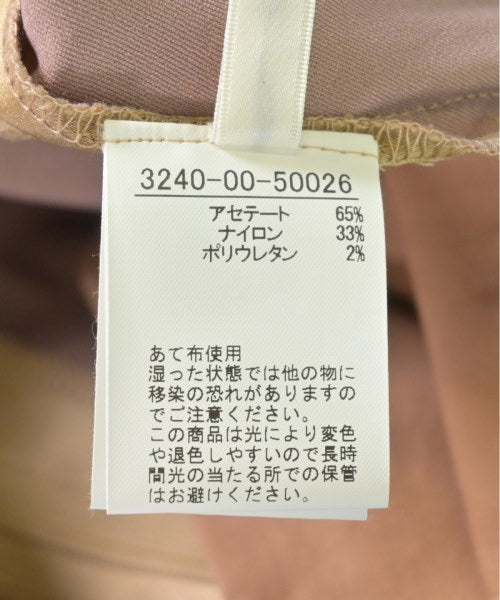 3240-00-50026
アセテート 65%
ナイロン 33%
ポリウレタン 2%
あて布使用
湿った状態では他の物に
移染の恐れがありますの
でご注意ください。
この商品は光により変色
や退色しやすいので長時
間光の当たる所での保管
はお避けください。